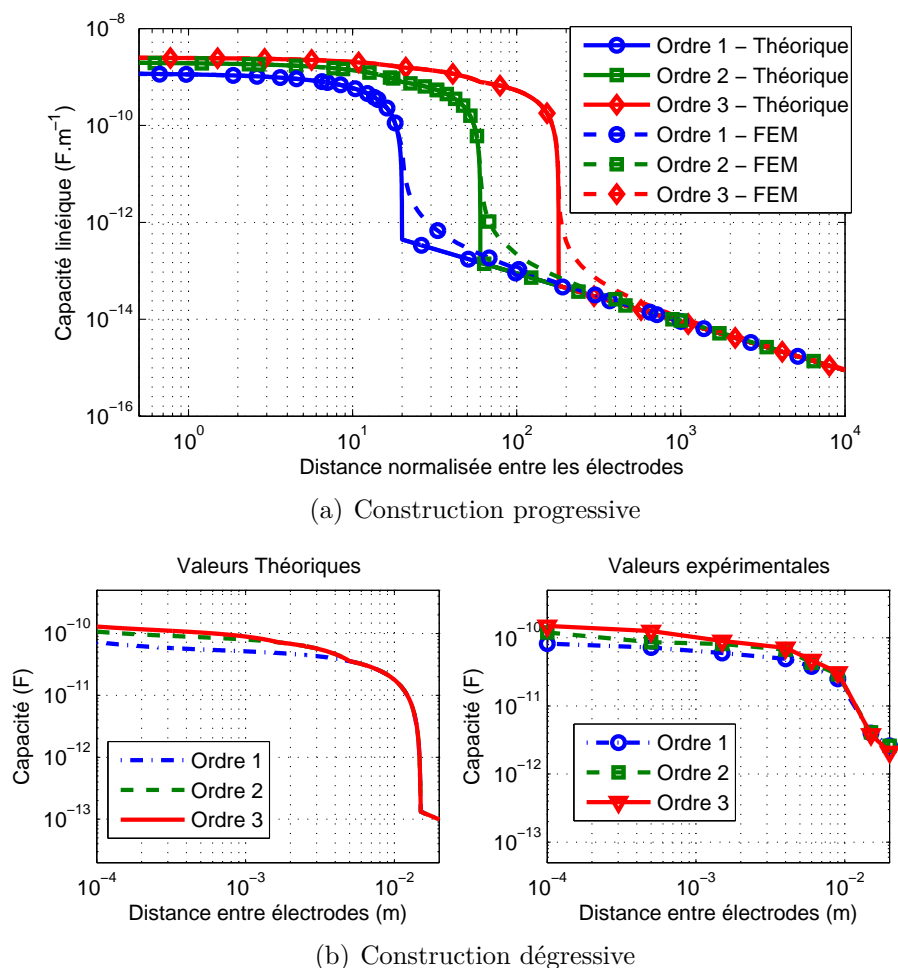 10^-8
10^-10
10^-12
10^-14
10^-16
Capacité linéique (F.m^-1)
10^0 10^1 10^2 10^3 10^4
Distance normalisée entre les électrodes
Ordre 1 − Théorique
Ordre 2 − Théorique
Ordre 3 − Théorique
Ordre 1 − FEM
Ordre 2 − FEM
Ordre 3 − FEM
(a) Construction progressive
Valeurs Théoriques
10^-10
10^-11
10^-12
10^-13
Capacité (F)
Ordre 1
Ordre 2
Ordre 3
10^-4 10^-3 10^-2
Distance entre électrodes (m)
Valeurs expérimentales
10^-10
10^-11
10^-12
10^-13
Capacité (F)
Ordre 1
Ordre 2
Ordre 3
10^-4 10^-3 10^-2
Distance entre électrodes (m)
(b) Construction dégressive